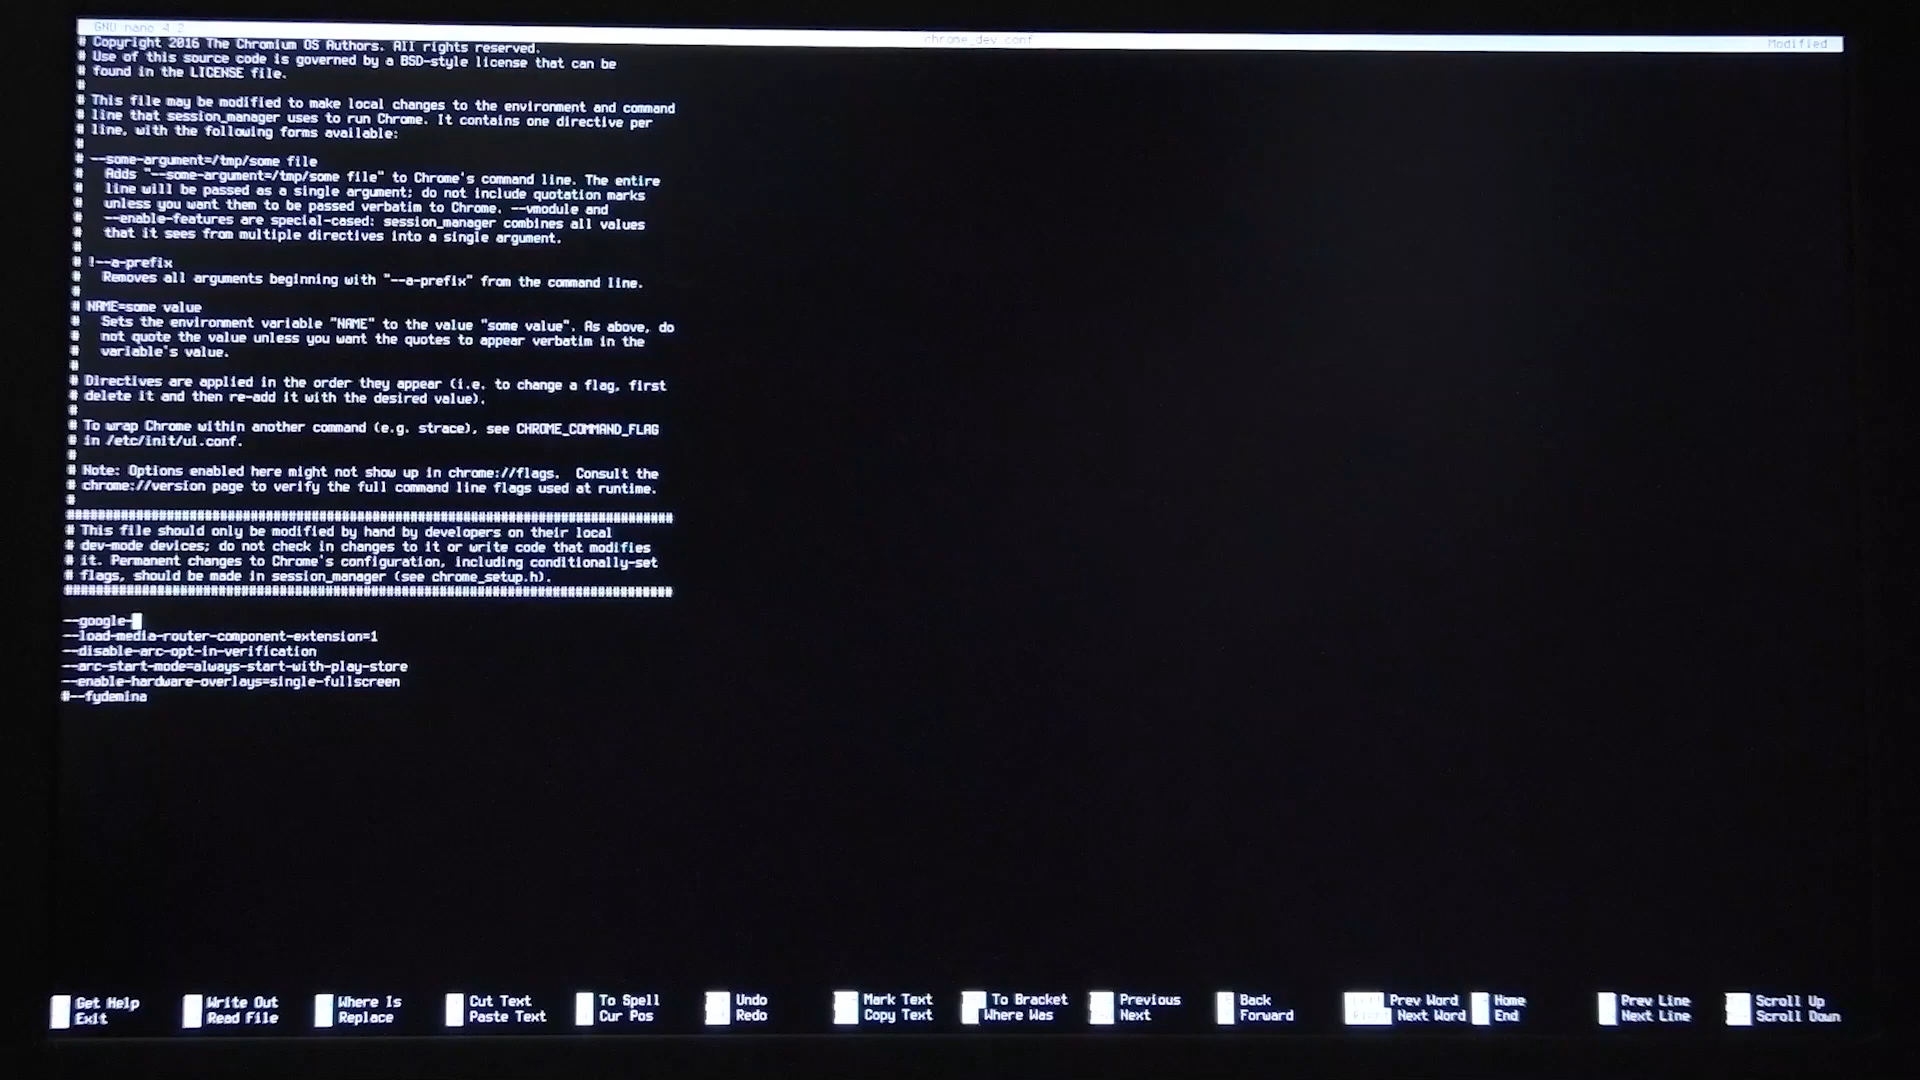 GNU nano 4.2 chrome_dev.conf Modified
# Copyright 2016 The Chromium OS Authors. All rights reserved.
# Use of this source code is governed by a BSD-style license that can be
# found in the LICENSE file.
#
# This file may be modified to make local changes to the environment and command
# line that session_manager uses to run Chrome. It contains one directive per
# line, with the following forms available:
#
# --some-argument=/tmp/some file
#   Adds "--some-argument=/tmp/some file" to Chrome's command line. The entire
#   line will be passed as a single argument; do not include quotation marks
#   unless you want them to be passed verbatim to Chrome. --vmodule and
#   --enable-features are special-cased: session_manager combines all values
#   that it sees from multiple directives into a single argument.
#
# !--a-prefix
#   Removes all arguments beginning with "--a-prefix" from the command line.
#
# NAME=some value
#   Sets the environment variable "NAME" to the value "some value". As above, do
#   not quote the value unless you want the quotes to appear verbatim in the
#   variable's value.
#
# Directives are applied in the order they appear (i.e. to change a flag, first
# delete it and then re-add it with the desired value).
#
# To wrap Chrome within another command (e.g. strace), see CHROME_COMMAND_FLAG
# in /etc/init/ui.conf.
#
# Note: Options enabled here might not show up in chrome://flags.  Consult the
# chrome://version page to verify the full command line flags used at runtime.
#
################################################################################
# This file should only be modified by hand by developers on their local
# dev-mode devices; do not check in changes to it or write code that modifies
# it. Permanent changes to Chrome's configuration, including conditionally-set
# flags, should be made in session_manager (see chrome_setup.h).
################################################################################
--google-
--load-media-router-component-extension=1
--disable-arc-opt-in-verification
--arc-start-mode=always-start-with-play-store
--enable-hardware-overlays=single-fullscreen
#--fydemina
Get Help Write Out Where Is Cut Text To Spell Undo Mark Text To Bracket Previous Back Prev Word Home Prev Line Scroll Up
Exit Read File Replace Paste Text Cur Pos Redo Copy Text Where Was Next Forward Next Word End Next Line Scroll Down